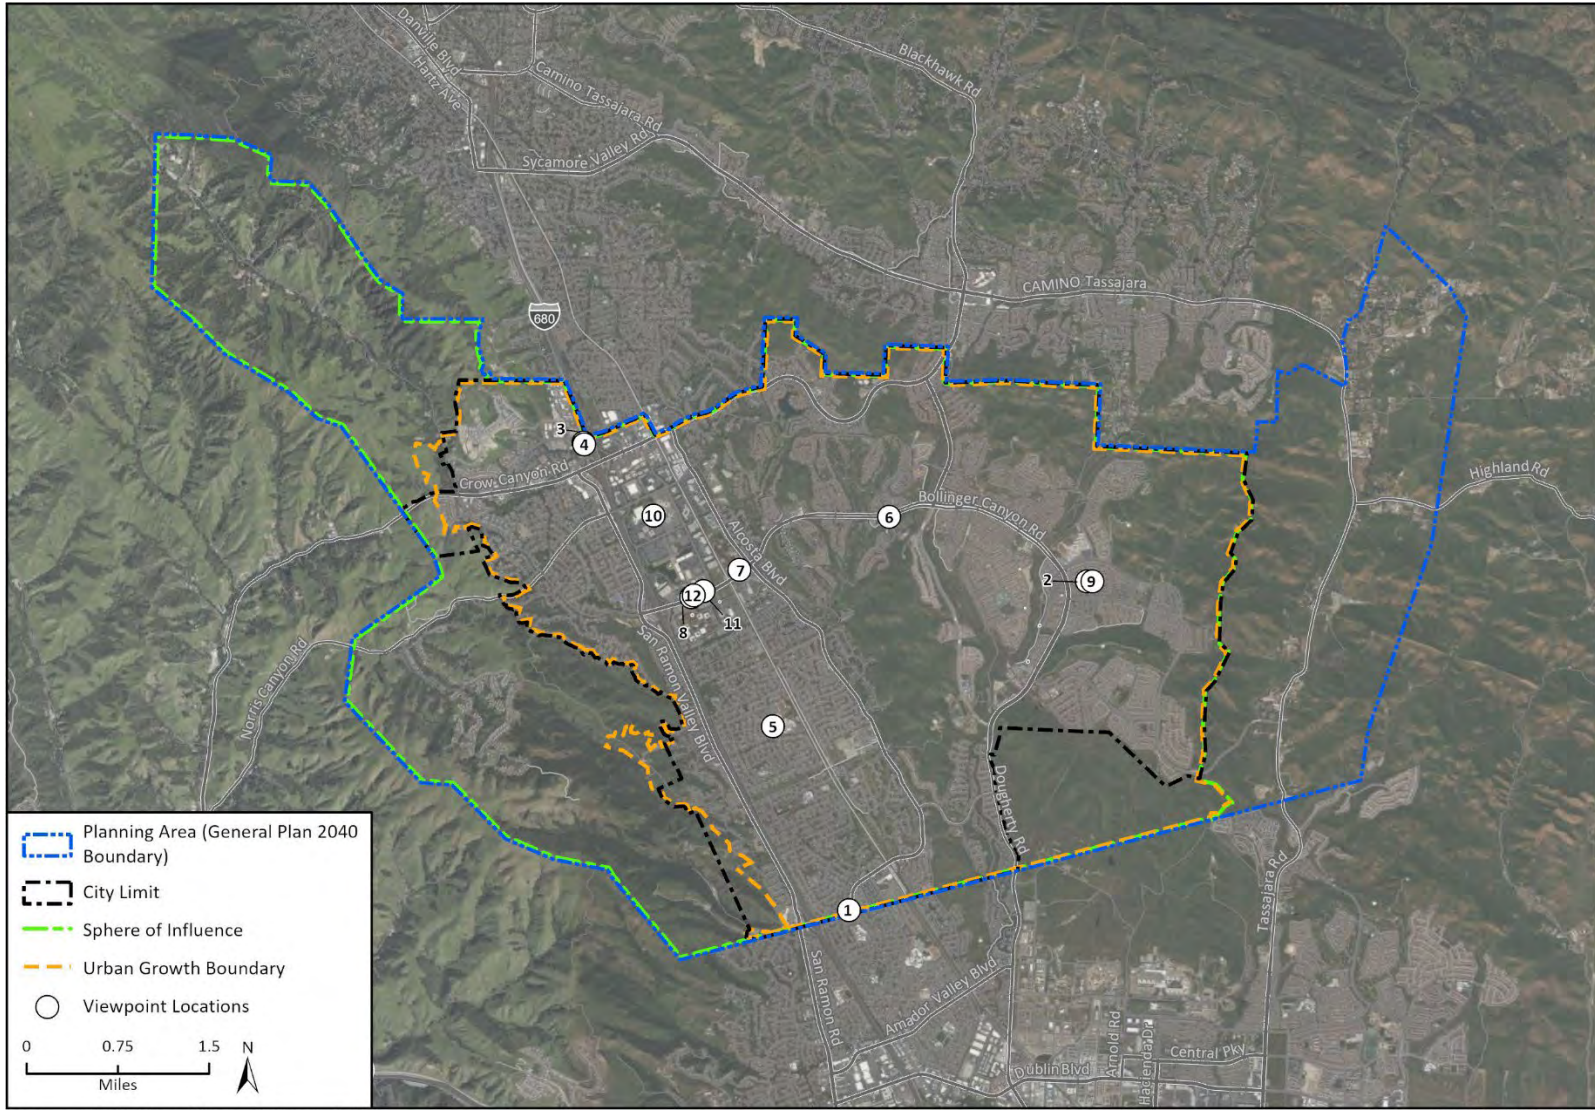 Danville Blvd
Hartz Ave
Camino Tassajara Rd
Blackhawk Rd
Sycamore Valley Rd
CAMINO Tassajara
680
3
4
Crow Canyon Rd
Highland Rd
10
Alcosta Blvd
6
Bollinger Canyon Rd
7
2
9
12
8
11
Norris Canyon Rd
San Ramon Valley Blvd
5
Dougherty Rd
1
Tassajara Rd
San Ramon Rd
Amador Valley Blvd
Arnold Rd
Hacienda Dr
Central Pky
Dublin Blvd
Planning Area (General Plan 2040
Boundary)
City Limit
Sphere of Influence
Urban Growth Boundary
Viewpoint Locations
0 0.75 1.5
Miles
N